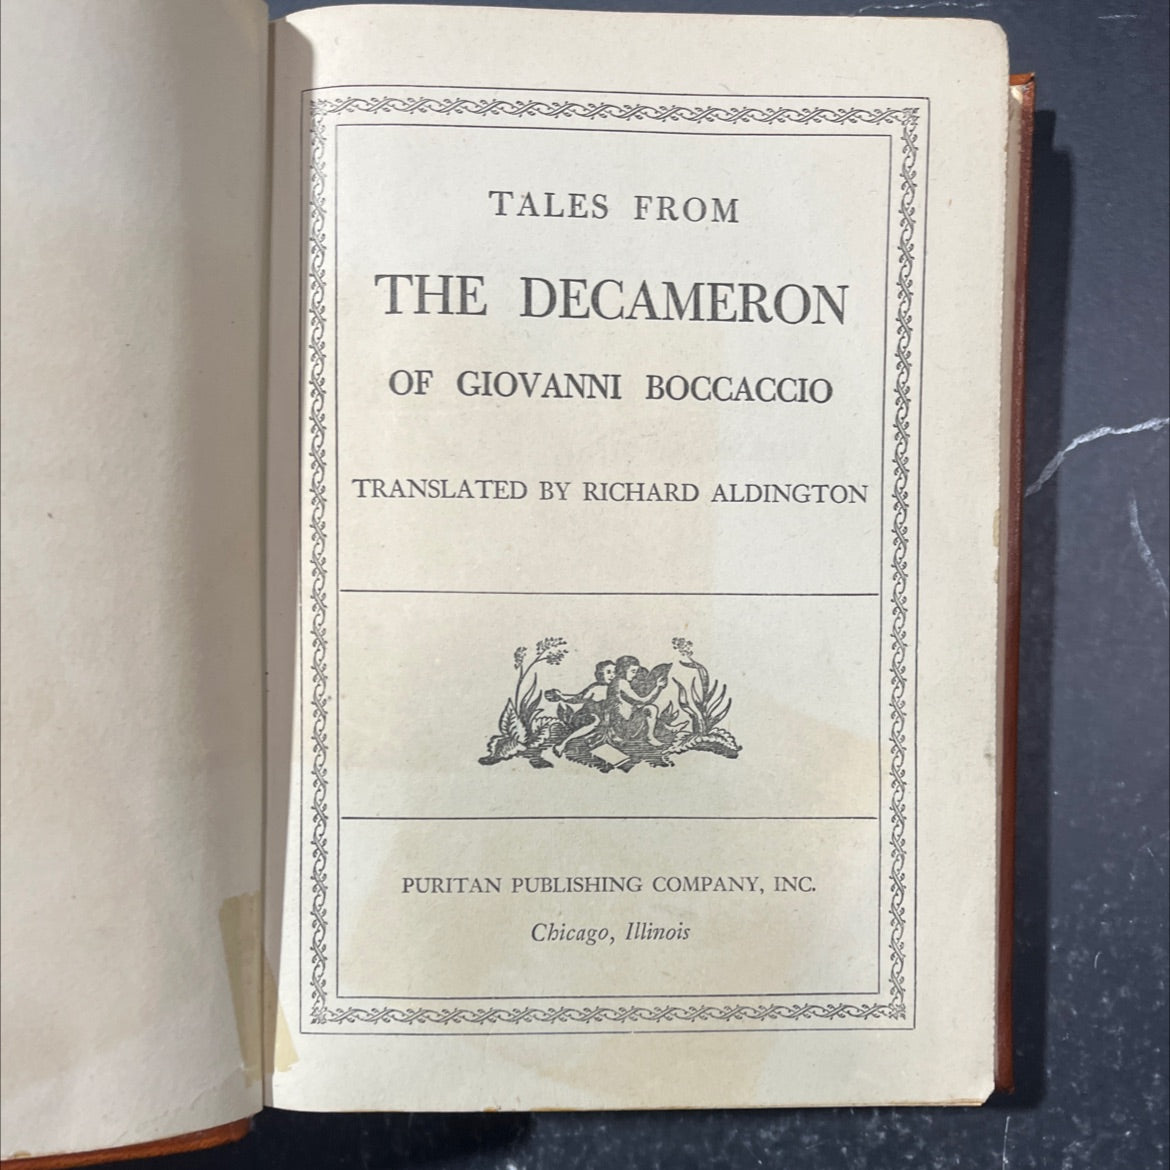 TALES FROM
THE DECAMERON
OF GIOVANNI BOCCACCIO
TRANSLATED BY RICHARD ALDINGTON
PURITAN PUBLISHING COMPANY, INC.
Chicago, Illinois